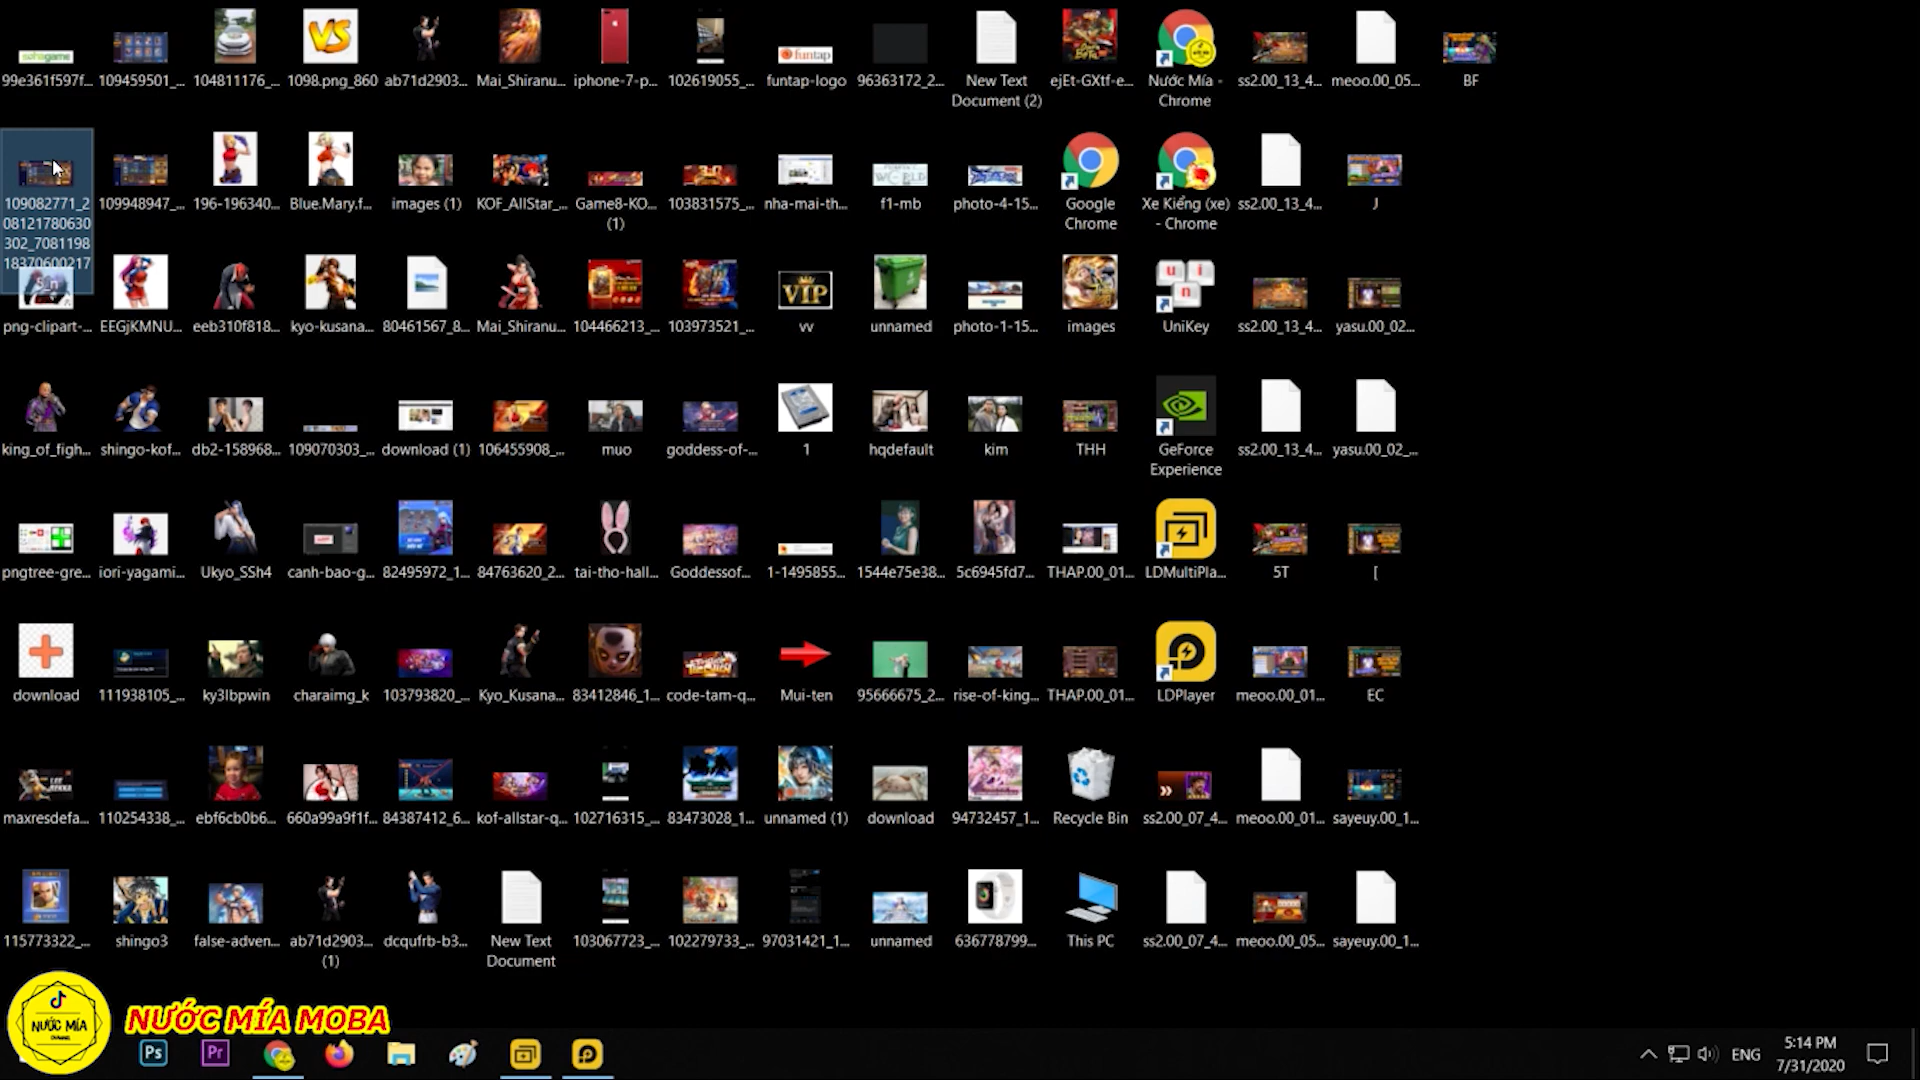 99e361f597f...
109459501_...
104811176_...
1098.png_860
ab71d2903...
Mai_Shiranu...
iphone-7-p...
102619055_...
funtap-logo
96363172_2...
New Text
Document (2)
ejEt-GXtf-e...
Nước Mía -
Chrome
ss2.00_13_4...
meoo.00_05...
BF
109082771_2
08121780630
302_7081198
18370600217
109948947_...
196-196340...
Blue.Mary.f...
images (1)
KOF_AllStar_...
Game8-KO...
(1)
103831575_...
nha-mai-th...
f1-mb
photo-4-15...
Google
Chrome
Xe Kiểng (xe)
- Chrome
ss2.00_13_4...
J
png-clipart-...
EEGjKMNU...
eeb310f818...
kyo-kusana...
80461567_8...
Mai_Shiranu...
104466213_...
103973521_...
VIP
vv
unnamed
photo-1-15...
images
UniKey
ss2.00_13_4...
yasu.00_02...
king_of_figh...
shingo-kof...
db2-158968...
109070303_...
download (1)
106455908_...
muo
goddess-of-...
1
hqdefault
kim
THH
GeForce
Experience
ss2.00_13_4...
yasu.00_02_...
pngtree-gre...
iori-yagami...
Ukyo_SSh4
canh-bao-g...
82495972_1...
84763620_2...
tai-tho-hall...
Goddessof...
1-1495855...
1544e75e38...
5c6945fd7...
THAP.00_01...
LDMultiPla...
5T
[
download
111938105_...
ky3lbpwin
charaimg_k
103793820_...
Kyo_Kusana...
83412846_1...
code-tam-q...
Mui-ten
95666675_2...
rise-of-king...
THAP.00_01...
LDPlayer
meoo.00_01...
EC
maxresdefa...
110254338_...
ebf6cb0b6...
660a99a9f1f...
84387412_6...
kof-allstar-q...
102716315_...
83473028_1...
unnamed (1)
download
94732457_1...
Recycle Bin
ss2.00_07_4...
meoo.00_01...
sayeuy.00_1...
115773322_...
shingo3
false-adven...
ab71d2903...
(1)
dcqufrb-b3...
New Text
Document
103067723_...
102279733_...
97031421_1...
unnamed
636778799...
This PC
ss2.00_07_4...
meoo.00_05...
sayeuy.00_1...
NƯỚC MÍA
CHANNEL
NƯỚC MÍA MOBA
Ps
Pr
ENG
5:14 PM
7/31/2020